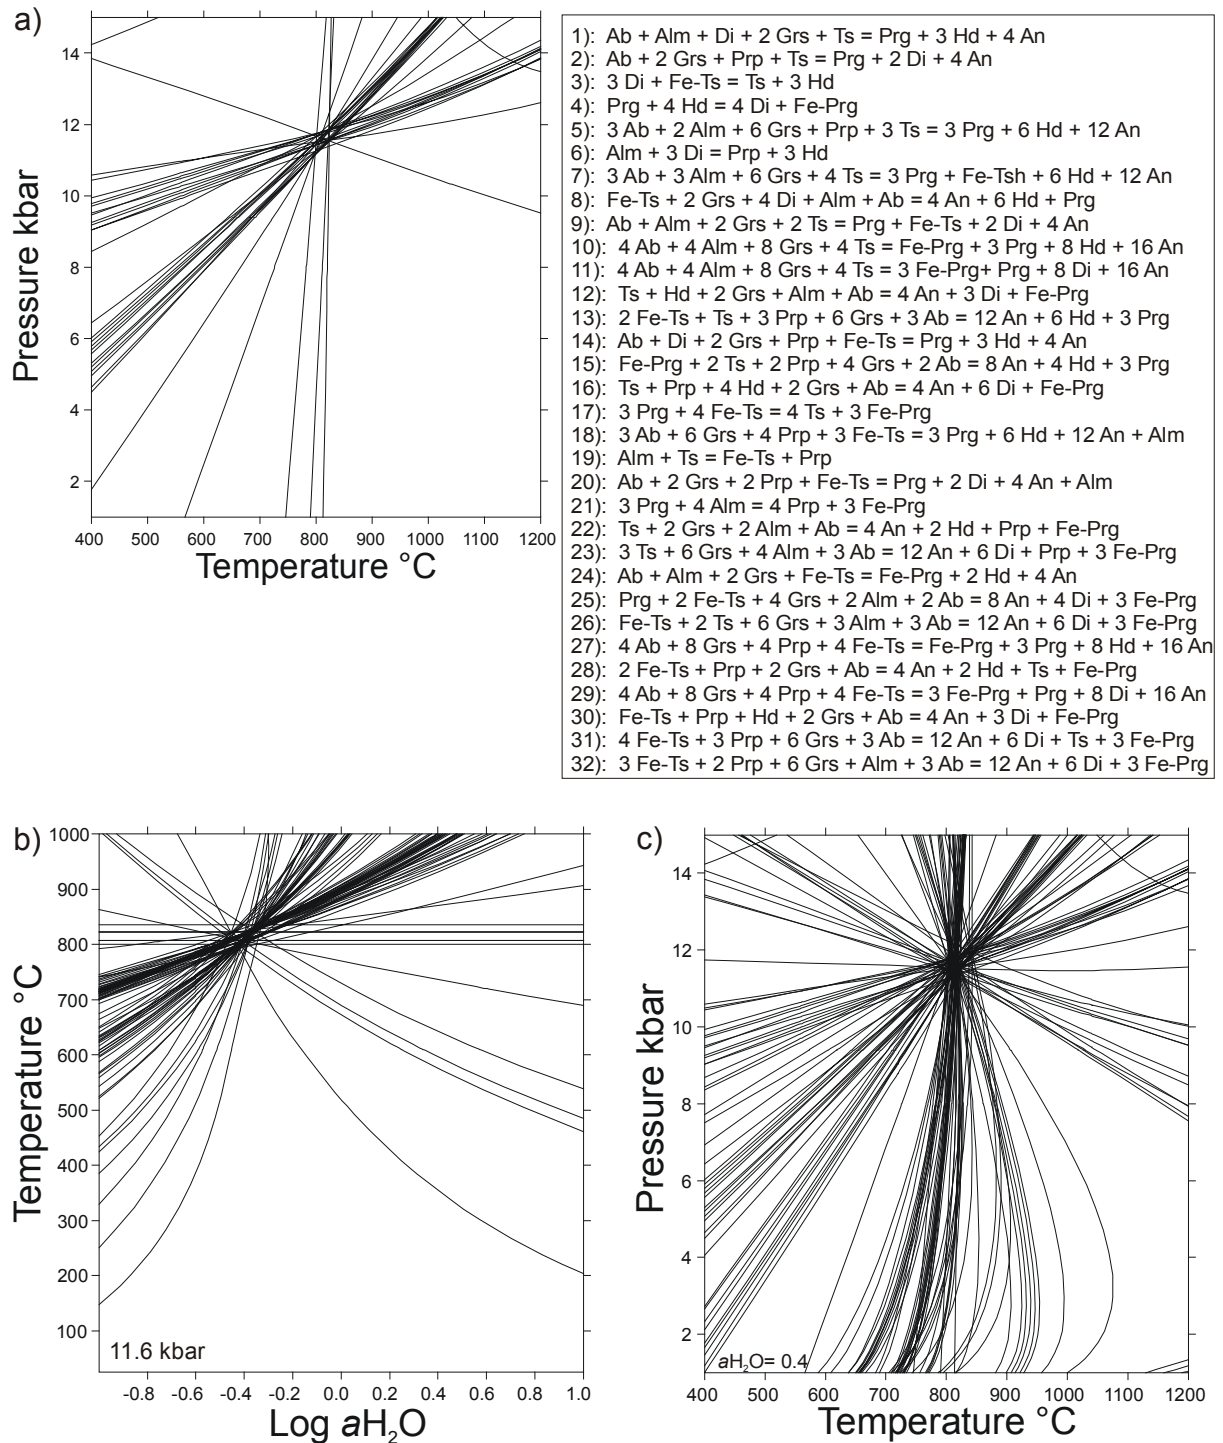 a)
14
12
10
8
6
4
2
Pressure kbar
400 500 600 700 800 900 1000 1100 1200
Temperature °C
1): Ab + Alm + Di + 2 Grs + Ts = Prg + 3 Hd + 4 An
2): Ab + 2 Grs + Prp + Ts = Prg + 2 Di + 4 An
3): 3 Di + Fe-Ts = Ts + 3 Hd
4): Prg + 4 Hd = 4 Di + Fe-Prg
5): 3 Ab + 2 Alm + 6 Grs + Prp + 3 Ts = 3 Prg + 6 Hd + 12 An
6): Alm + 3 Di = Prp + 3 Hd
7): 3 Ab + 3 Alm + 6 Grs + 4 Ts = 3 Prg + Fe-Tsh + 6 Hd + 12 An
8): Fe-Ts + 2 Grs + 4 Di + Alm + Ab = 4 An + 6 Hd + Prg
9): Ab + Alm + 2 Grs + 2 Ts = Prg + Fe-Ts + 2 Di + 4 An
10): 4 Ab + 4 Alm + 8 Grs + 4 Ts = Fe-Prg + 3 Prg + 8 Hd + 16 An
11): 4 Ab + 4 Alm + 8 Grs + 4 Ts = 3 Fe-Prg+ Prg + 8 Di + 16 An
12): Ts + Hd + 2 Grs + Alm + Ab = 4 An + 3 Di + Fe-Prg
13): 2 Fe-Ts + Ts + 3 Prp + 6 Grs + 3 Ab = 12 An + 6 Hd + 3 Prg
14): Ab + Di + 2 Grs + Prp + Fe-Ts = Prg + 3 Hd + 4 An
15): Fe-Prg + 2 Ts + 2 Prp + 4 Grs + 2 Ab = 8 An + 4 Hd + 3 Prg
16): Ts + Prp + 4 Hd + 2 Grs + Ab = 4 An + 6 Di + Fe-Prg
17): 3 Prg + 4 Fe-Ts = 4 Ts + 3 Fe-Prg
18): 3 Ab + 6 Grs + 4 Prp + 3 Fe-Ts = 3 Prg + 6 Hd + 12 An + Alm
19): Alm + Ts = Fe-Ts + Prp
20): Ab + 2 Grs + 2 Prp + Fe-Ts = Prg + 2 Di + 4 An + Alm
21): 3 Prg + 4 Alm = 4 Prp + 3 Fe-Prg
22): Ts + 2 Grs + 2 Alm + Ab = 4 An + 2 Hd + Prp + Fe-Prg
23): 3 Ts + 6 Grs + 4 Alm + 3 Ab = 12 An + 6 Di + Prp + 3 Fe-Prg
24): Ab + Alm + 2 Grs + Fe-Ts = Fe-Prg + 2 Hd + 4 An
25): Prg + 2 Fe-Ts + 4 Grs + 2 Alm + 2 Ab = 8 An + 4 Di + 3 Fe-Prg
26): Fe-Ts + 2 Ts + 6 Grs + 3 Alm + 3 Ab = 12 An + 6 Di + 3 Fe-Prg
27): 4 Ab + 8 Grs + 4 Prp + 4 Fe-Ts = Fe-Prg + 3 Prg + 8 Hd + 16 An
28): 2 Fe-Ts + Prp + 2 Grs + Ab = 4 An + 2 Hd + Ts + Fe-Prg
29): 4 Ab + 8 Grs + 4 Prp + 4 Fe-Ts = 3 Fe-Prg + Prg + 8 Di + 16 An
30): Fe-Ts + Prp + Hd + 2 Grs + Ab = 4 An + 3 Di + Fe-Prg
31): 4 Fe-Ts + 3 Prp + 6 Grs + 3 Ab = 12 An + 6 Di + Ts + 3 Fe-Prg
32): 3 Fe-Ts + 2 Prp + 6 Grs + Alm + 3 Ab = 12 An + 6 Di + 3 Fe-Prg
b)
1000
900
800
700
600
500
400
300
200
100
Temperature °C
11.6 kbar
-0.8 -0.6 -0.4 -0.2 0.0 0.2 0.4 0.6 0.8 1.0
Log aH₂O
c)
14
12
10
8
6
4
2
Pressure kbar
aH₂O= 0.4
400 500 600 700 800 900 1000 1100 1200
Temperature °C